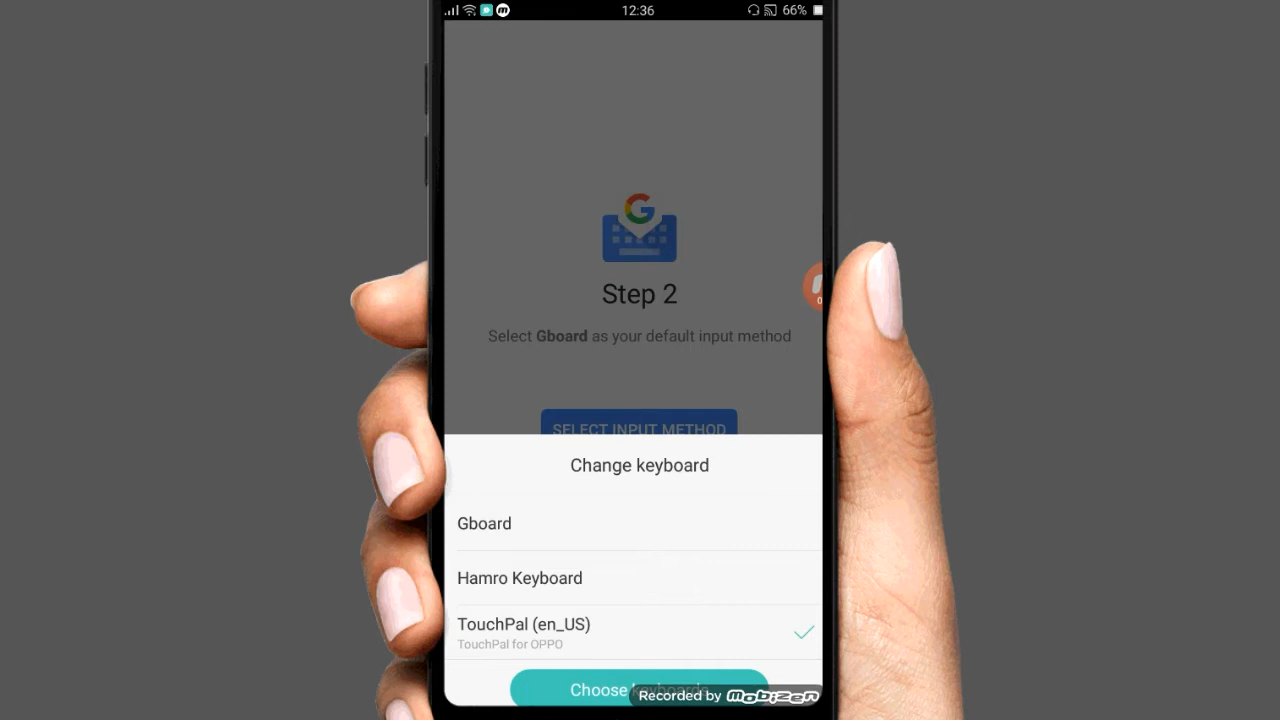 12:36
66%
Step 2
Select Gboard as your default input method
SELECT INPUT METHOD
Change keyboard
Gboard
Hamro Keyboard
TouchPal (en_US)
TouchPal for OPPO
Choose keyboards
Recorded by Mobizen